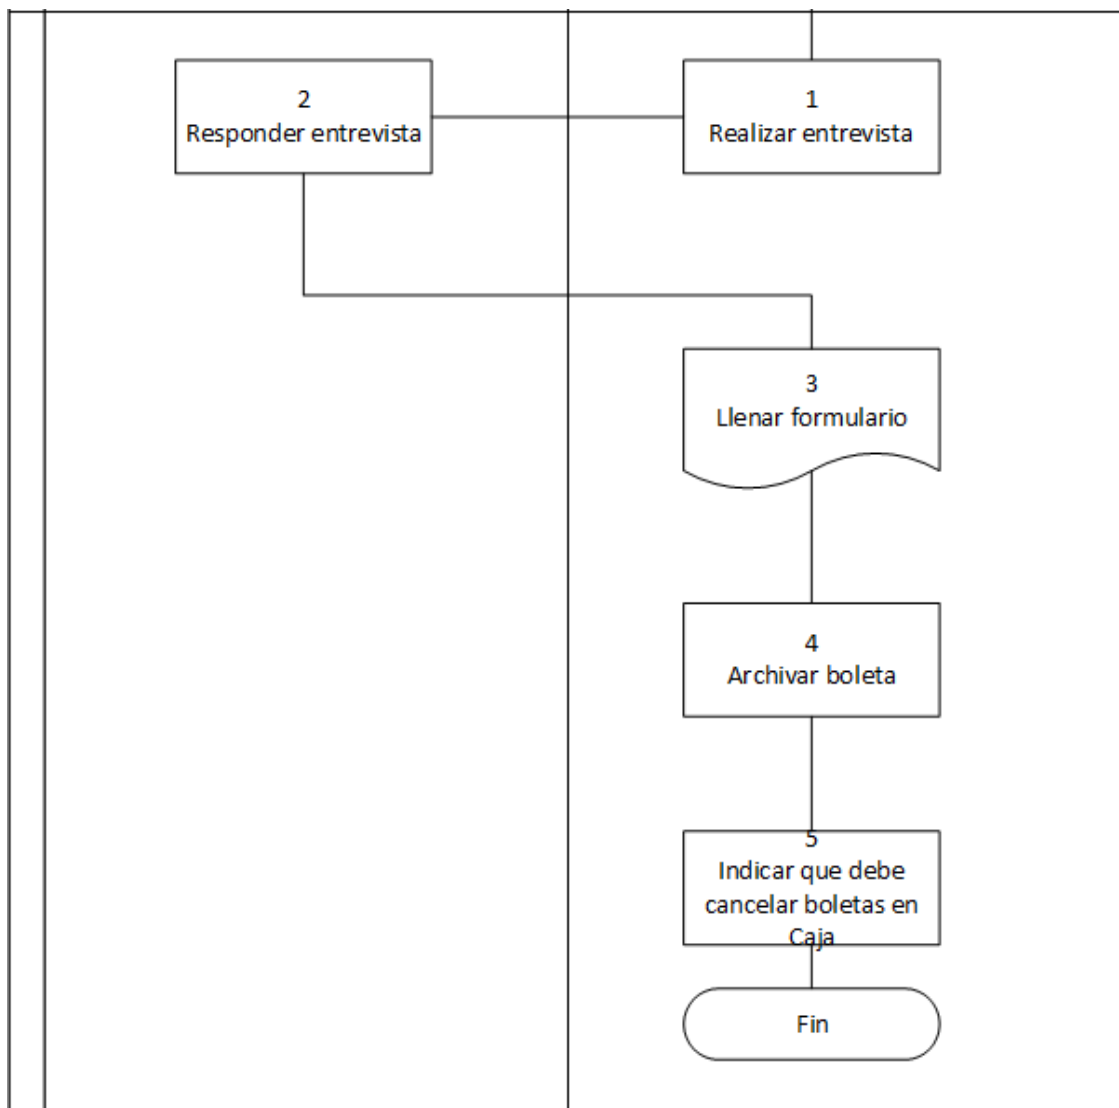 2
Responder entrevista
1
Realizar entrevista
3
Llenar formulario
4
Archivar boleta
5
Indicar que debe
cancelar boletas en
Caja
Fin